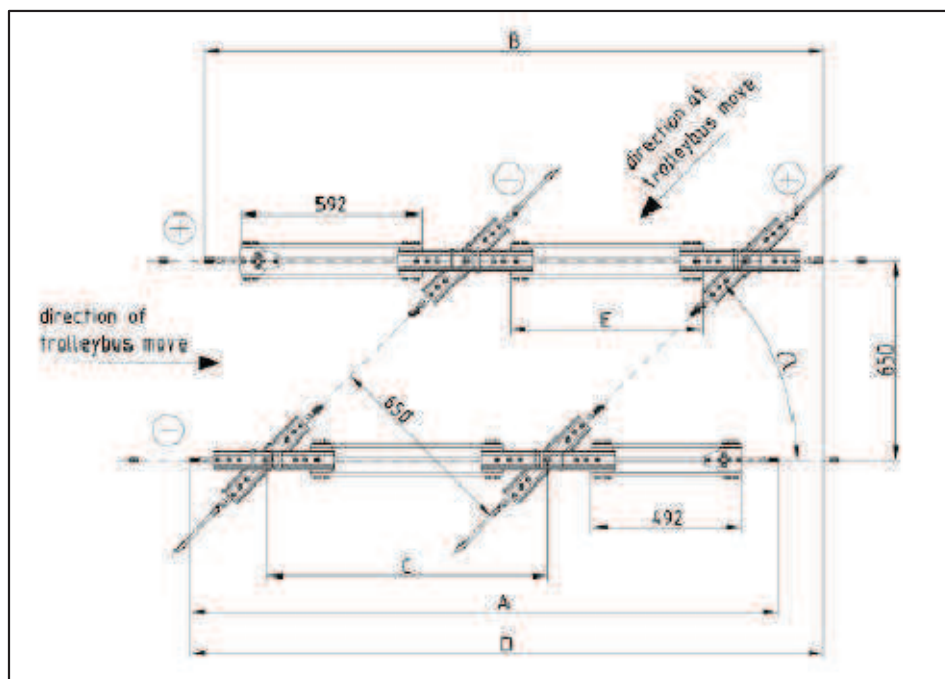 B
direction of
trolleybus move
−
+
592
+
direction of
trolleybus move
E
650
650
−
492
C
A
D